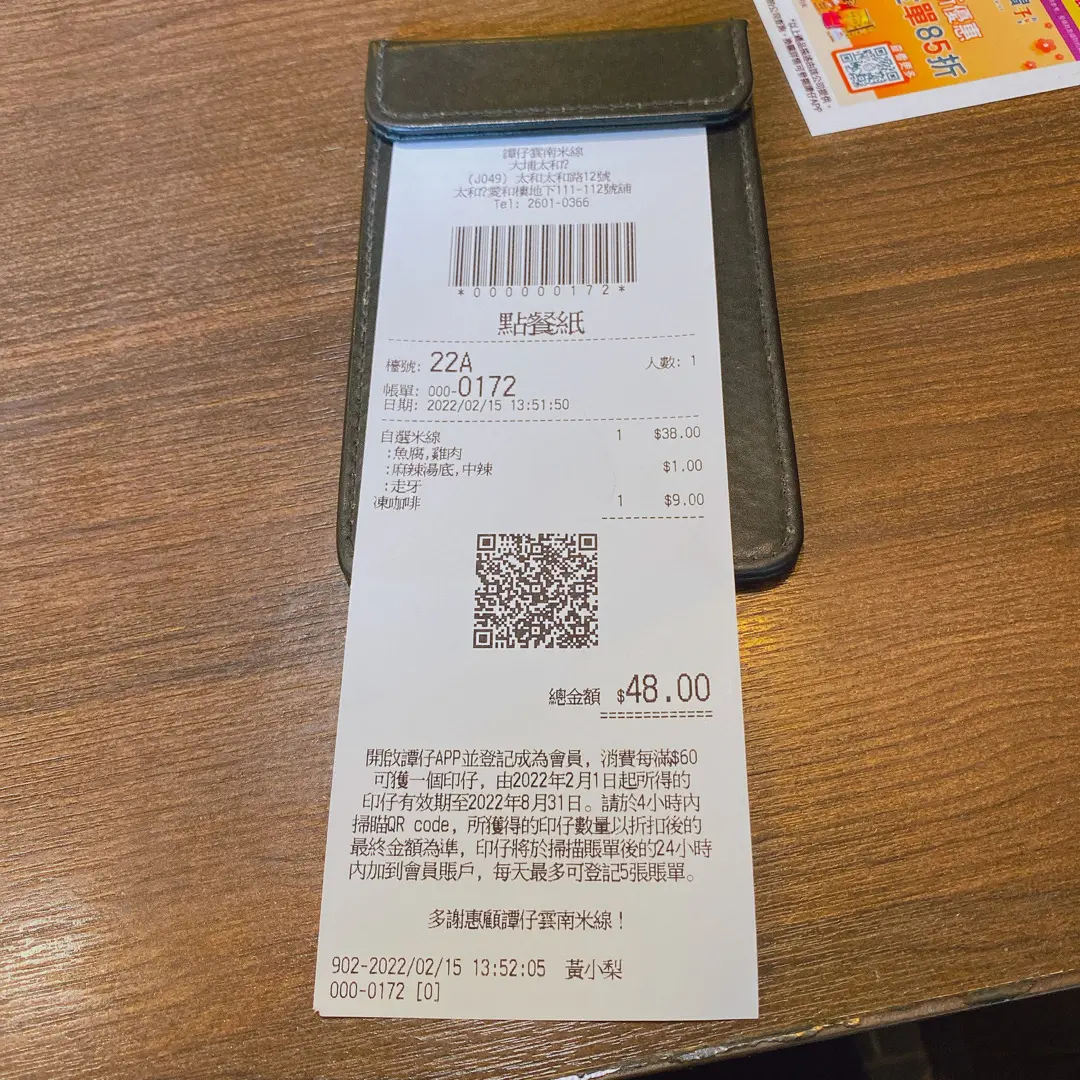 譚仔雲南米線
大埔太和?
(J049) 太和太和路12號
太和?愛和樓地下111-112號舖
Tel: 2601-0366
*000000172*
點餐紙
檯號: 22A 人數: 1
帳單: 000-0172
日期: 2022/02/15 13:51:50
自選米線 1 $38.00
:魚腐,雞肉
:麻辣湯底,中辣 $1.00
:走牙
凍咖啡 1 $9.00
總金額 $48.00
開啟譚仔APP並登記成為會員，消費每滿$60
可獲一個印仔，由2022年2月1日起所得的
印仔有效期至2022年8月31日。請於4小時內
掃瞄QR code，所獲得的印仔數量以折扣後的
最終金額為準，印仔將於掃描賬單後的24小時
內加到會員賬戶，每天最多可登記5張賬單。
多謝惠顧譚仔雲南米線！
902-2022/02/15 13:52:05 黃小梨
000-0172 [0]
優惠
單85折
查看更多